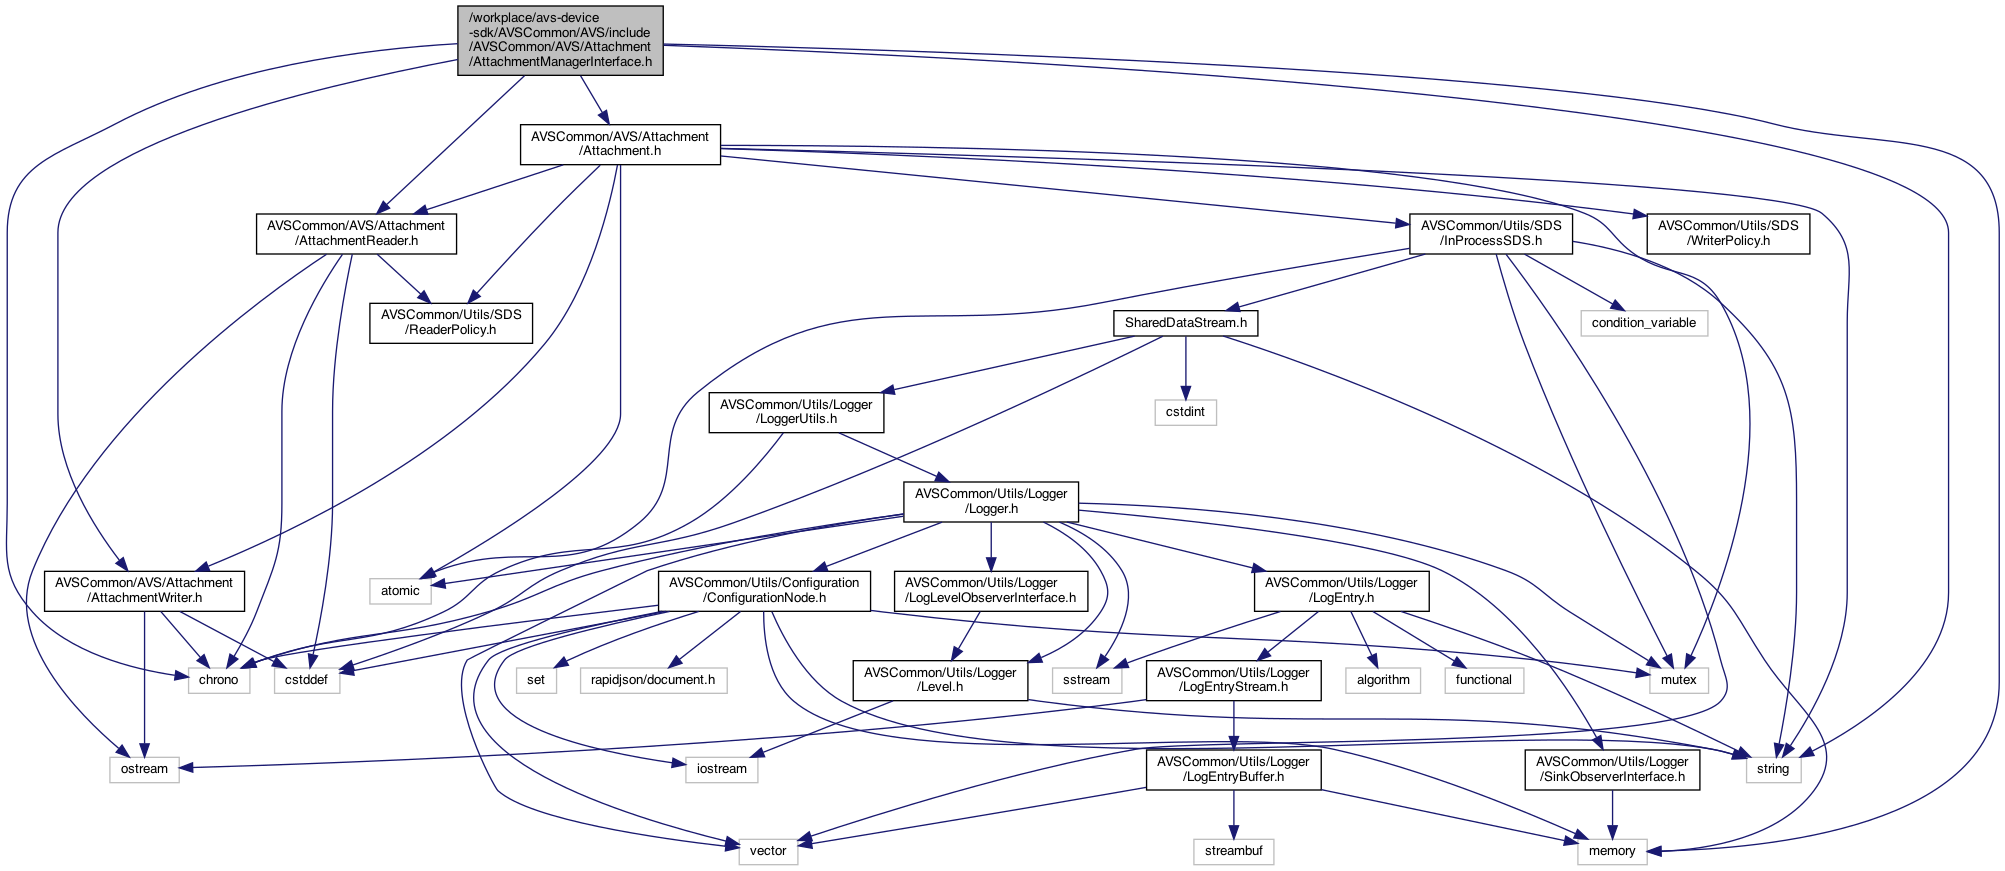 /workplace/avs-device
-sdk/AVSCommon/AVS/include
/AVSCommon/AVS/Attachment
/AttachmentManagerInterface.h
AVSCommon/AVS/Attachment
/Attachment.h
AVSCommon/AVS/Attachment
/AttachmentReader.h
AVSCommon/Utils/SDS
/InProcessSDS.h
AVSCommon/Utils/SDS
/WriterPolicy.h
AVSCommon/Utils/SDS
/ReaderPolicy.h
SharedDataStream.h
condition_variable
AVSCommon/Utils/Logger
/LoggerUtils.h
cstdint
AVSCommon/Utils/Logger
/Logger.h
AVSCommon/AVS/Attachment
/AttachmentWriter.h
atomic
AVSCommon/Utils/Configuration
/ConfigurationNode.h
AVSCommon/Utils/Logger
/LogLevelObserverInterface.h
AVSCommon/Utils/Logger
/LogEntry.h
chrono
cstddef
set
rapidjson/document.h
AVSCommon/Utils/Logger
/Level.h
sstream
AVSCommon/Utils/Logger
/LogEntryStream.h
algorithm
functional
mutex
ostream
iostream
AVSCommon/Utils/Logger
/LogEntryBuffer.h
AVSCommon/Utils/Logger
/SinkObserverInterface.h
string
vector
streambuf
memory